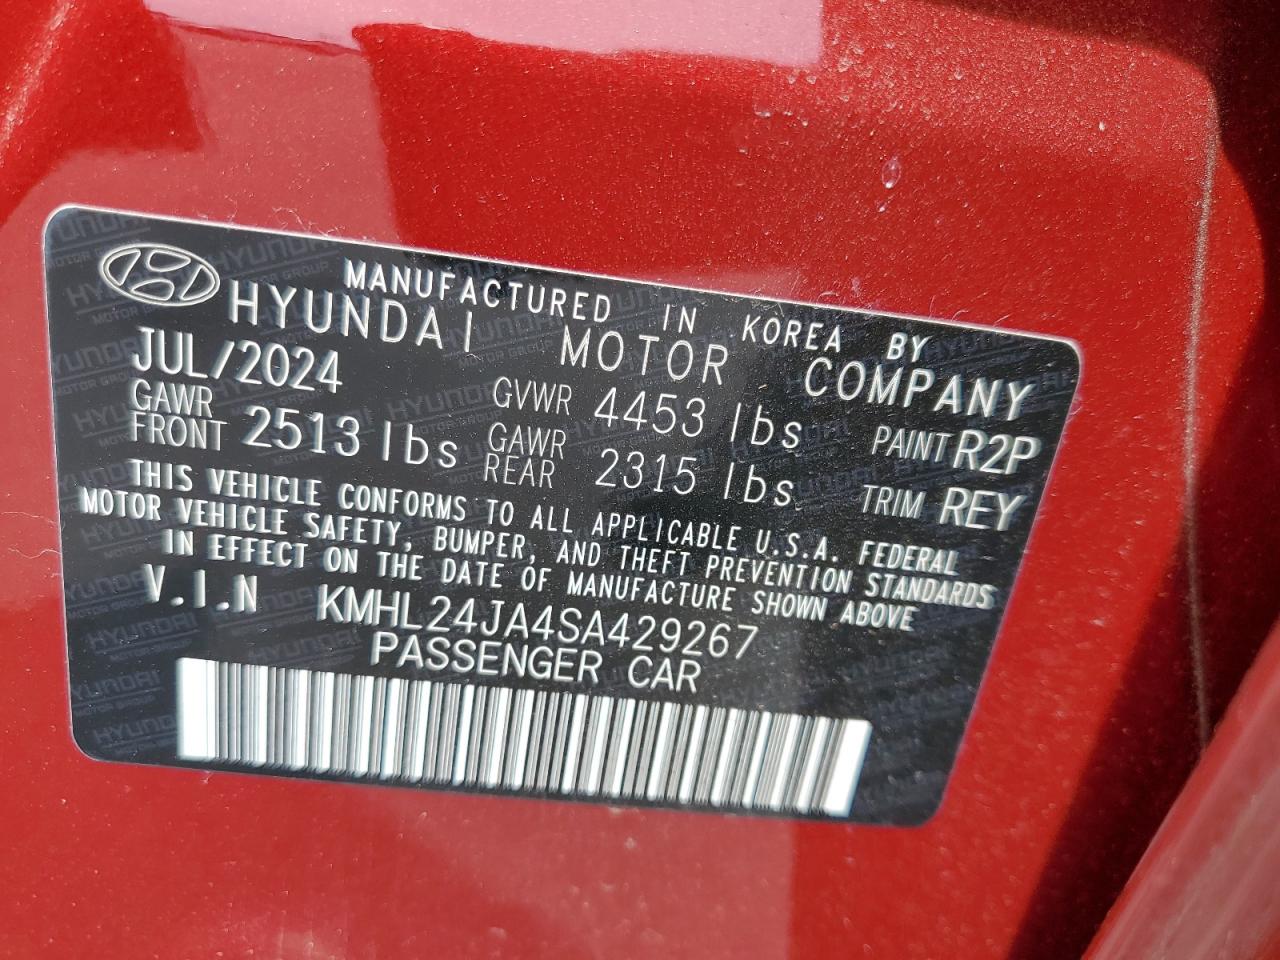 MANUFACTURED IN KOREA BY
HYUNDAI MOTOR COMPANY
JUL/2024 GVWR 4453 lbs PAINT R2P
GAWR FRONT 2513 lbs GAWR REAR 2315 lbs TRIM REY
THIS VEHICLE CONFORMS TO ALL APPLICABLE U.S.A. FEDERAL
MOTOR VEHICLE SAFETY, BUMPER, AND THEFT PREVENTION STANDARDS
IN EFFECT ON THE DATE OF MANUFACTURE SHOWN ABOVE
V.I.N KMHL24JA4SA429267
PASSENGER CAR